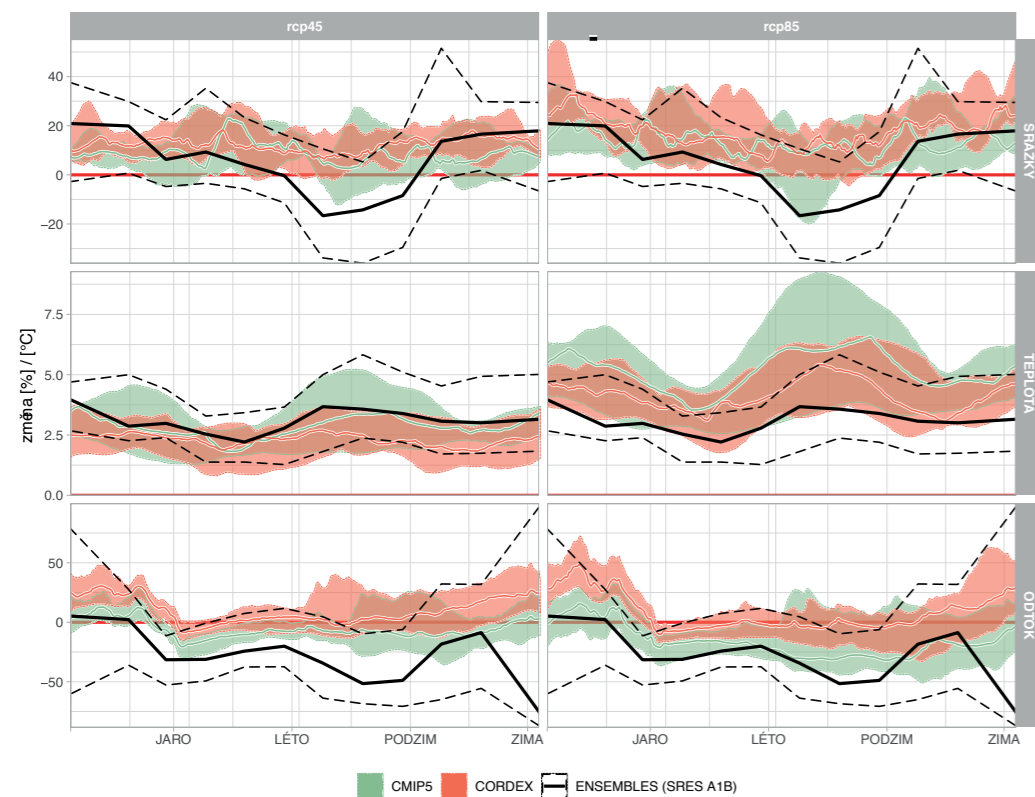 rcp45
rcp85
40
20
0
−20
SRÁŽKY
7.5
5.0
2.5
0.0
TEPLOTA
změna [%] / [°C]
50
0
−50
ODTOK
JARO LÉTO PODZIM ZIMA
JARO LÉTO PODZIM ZIMA
CMIP5 CORDEX ENSEMBLES (SRES A1B)